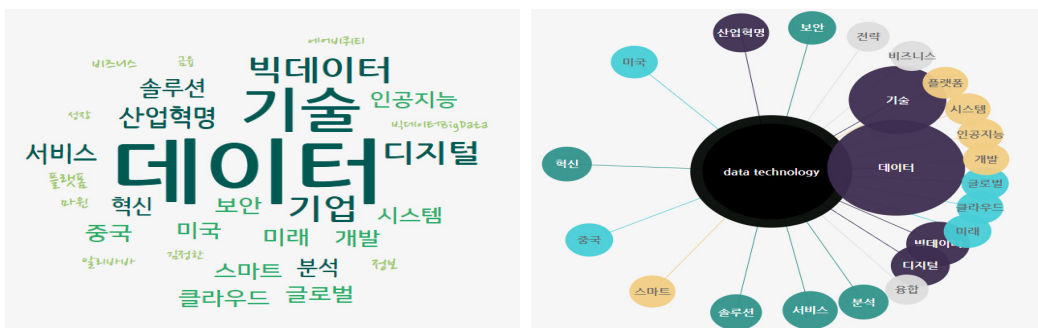 에어비퀴티
비즈니스
금융
빅데이터
솔루션
기술
인공지능
성장
산업혁명
빅데이터BigData
서비스
데이터
디지털
플랫폼
마윈
혁신
보안
기업
시스템
중국
미국
미래
개발
알리바바
김정한
스마트
분석
정보
클라우드
글로벌
산업혁명
보안
전략
미국
비즈니스
플랫폼
기술
시스템
인공지능
혁신
data technology
데이터
개발
글로벌
클라우드
중국
미래
빅데이터
디지털
스마트
융합
솔루션
서비스
분석